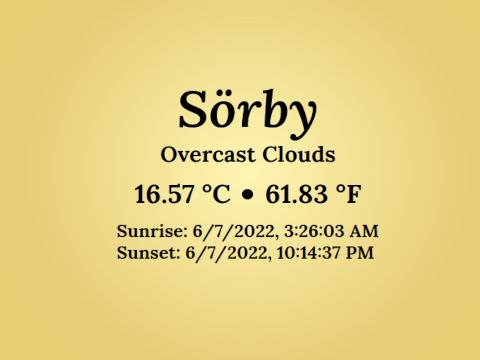 Sörby
Overcast Clouds
16.57 °C • 61.83 °F
Sunrise: 6/7/2022, 3:26:03 AM
Sunset: 6/7/2022, 10:14:37 PM